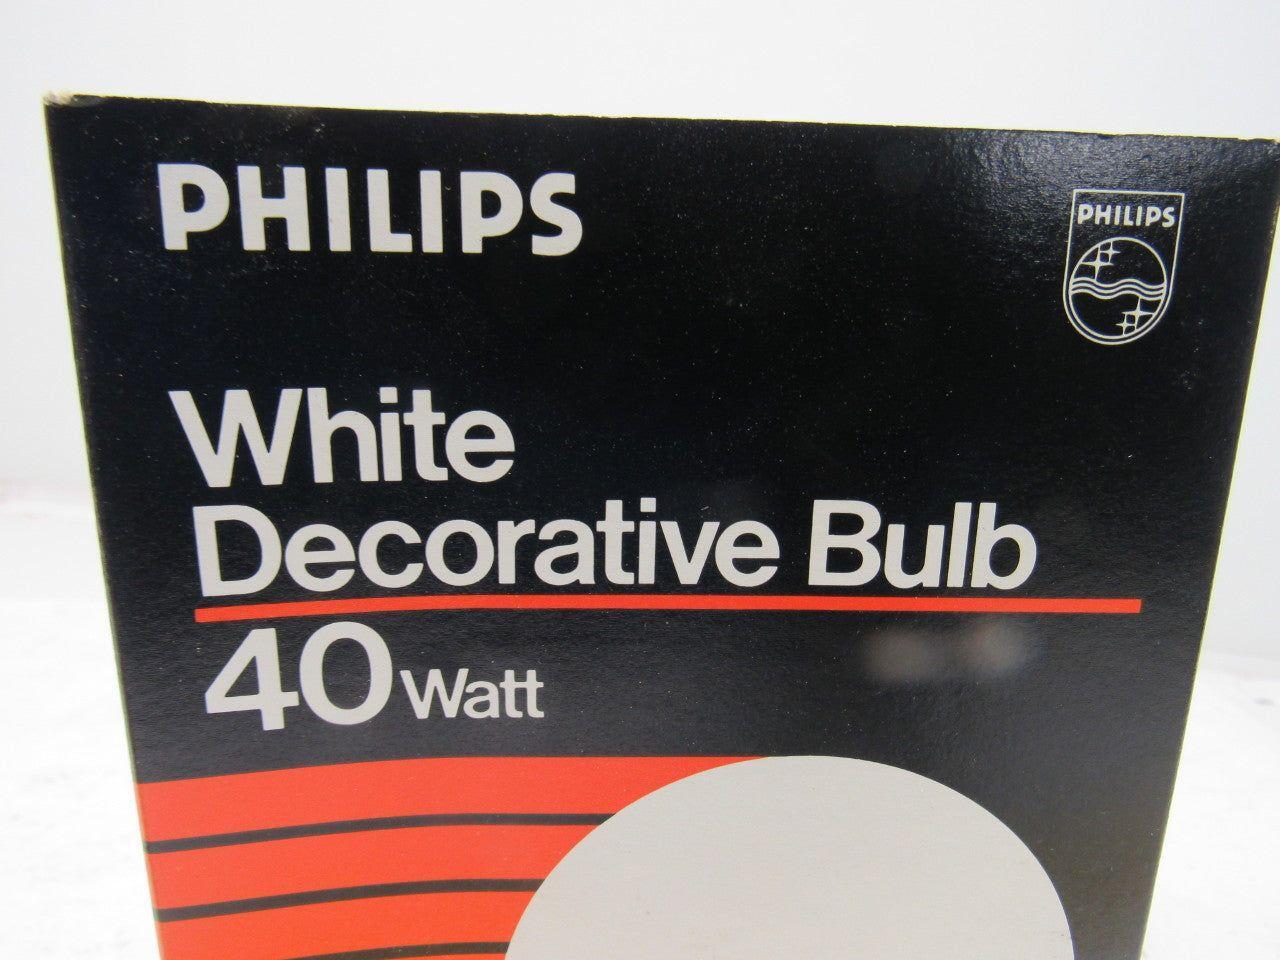 PHILIPS
PHILIPS
White
Decorative Bulb
40 Watt